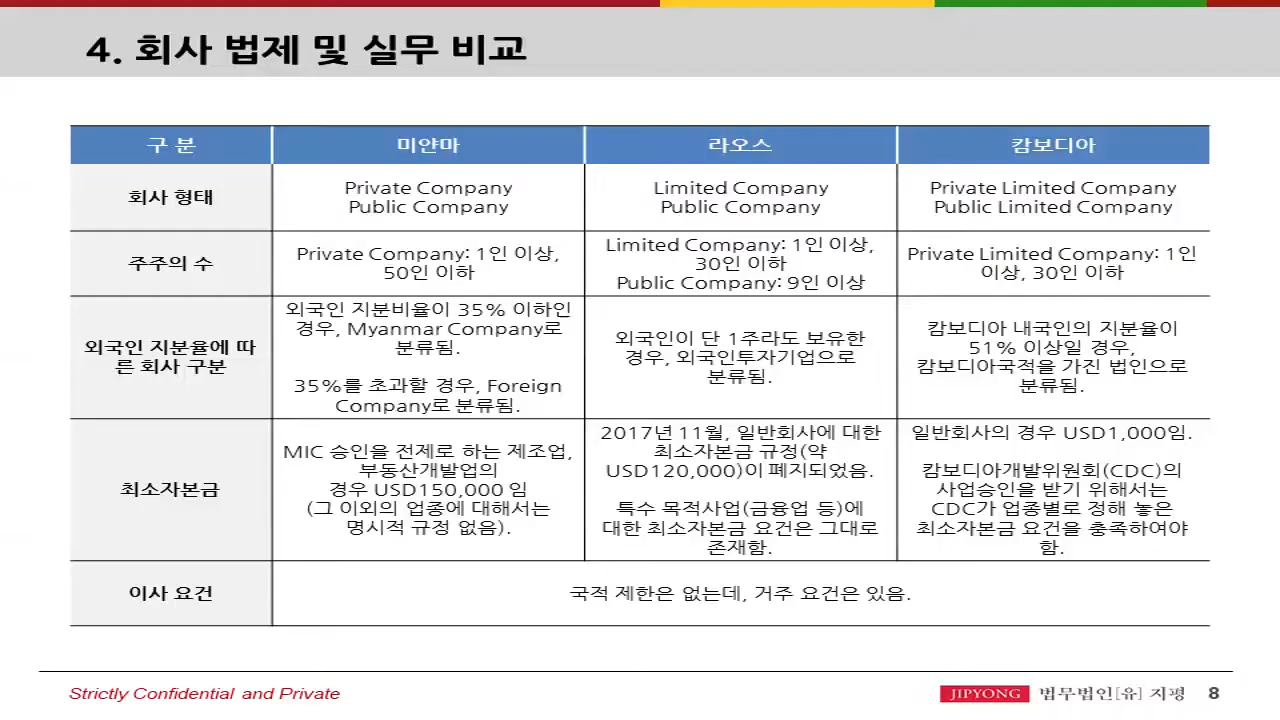 4. 회사 법제 및 실무 비교
구 분
미얀마
라오스
캄보디아
회사 형태
Private Company
Public Company
Limited Company
Public Company
Private Limited Company
Public Limited Company
주주의 수
Private Company: 1인 이상,
50인 이하
Limited Company: 1인 이상,
30인 이하
Public Company: 9인 이상
Private Limited Company: 1인
이상, 30인 이하
외국인 지분율에 따
른 회사 구분
외국인 지분비율이 35% 이하인
경우, Myanmar Company로
분류됨.
35%를 초과할 경우, Foreign
Company로 분류됨.
외국인이 단 1주라도 보유한
경우, 외국인투자기업으로
분류됨.
캄보디아 내국인의 지분율이
51% 이상일 경우,
캄보디아국적을 가진 법인으로
분류됨.
최소자본금
MIC 승인을 전제로 하는 제조업,
부동산개발업의
경우 USD150,000 임
(그 이외의 업종에 대해서는
명시적 규정 없음).
2017년 11월, 일반회사에 대한
최소자본금 규정(약
USD120,000)이 폐지되었음.
특수 목적사업(금융업 등)에
대한 최소자본금 요건은 그대로
존재함.
일반회사의 경우 USD1,000임.
캄보디아개발위원회(CDC)의
사업승인을 받기 위해서는
CDC가 업종별로 정해 놓은
최소자본금 요건을 충족하여야
함.
이사 요건
국적 제한은 없는데, 거주 요건은 있음.
Strictly Confidential and Private
JIPYONG 법무법인[유] 지평 8